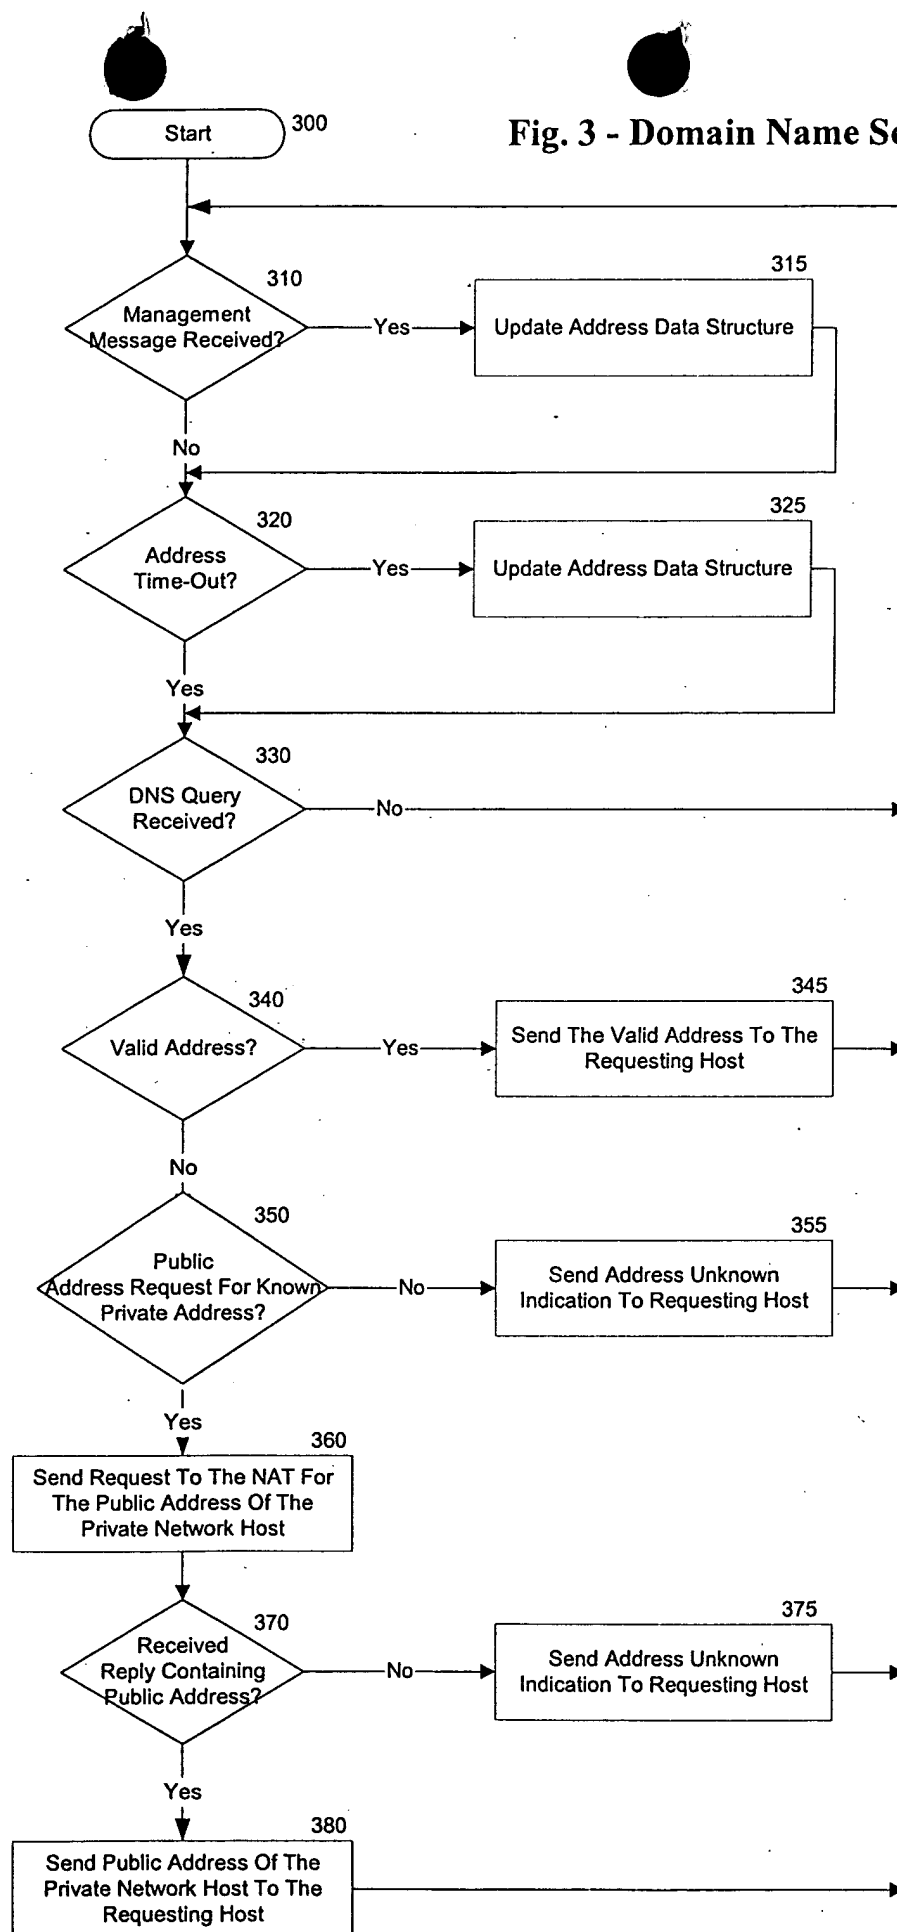 Start
300
Fig. 3 - Domain Name Se
310
Management
Message Received?
Yes
315
Update Address Data Structure
No
320
Address
Time-Out?
Yes
325
Update Address Data Structure
Yes
330
DNS Query
Received?
No
Yes
340
Valid Address?
Yes
345
Send The Valid Address To The
Requesting Host
No
350
Public
Address Request For Known
Private Address?
No
355
Send Address Unknown
Indication To Requesting Host
Yes
360
Send Request To The NAT For
The Public Address Of The
Private Network Host
370
Received
Reply Containing
Public Address?
No
375
Send Address Unknown
Indication To Requesting Host
Yes
380
Send Public Address Of The
Private Network Host To The
Requesting Host